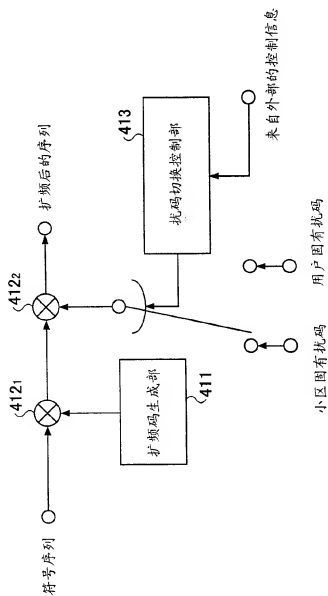 符号序列
412₁
412₂
扩频后的序列
扩频码生成部
411
413
扰码切换控制部
小区固有扰码
用户固有扰码
来自外部的控制信息